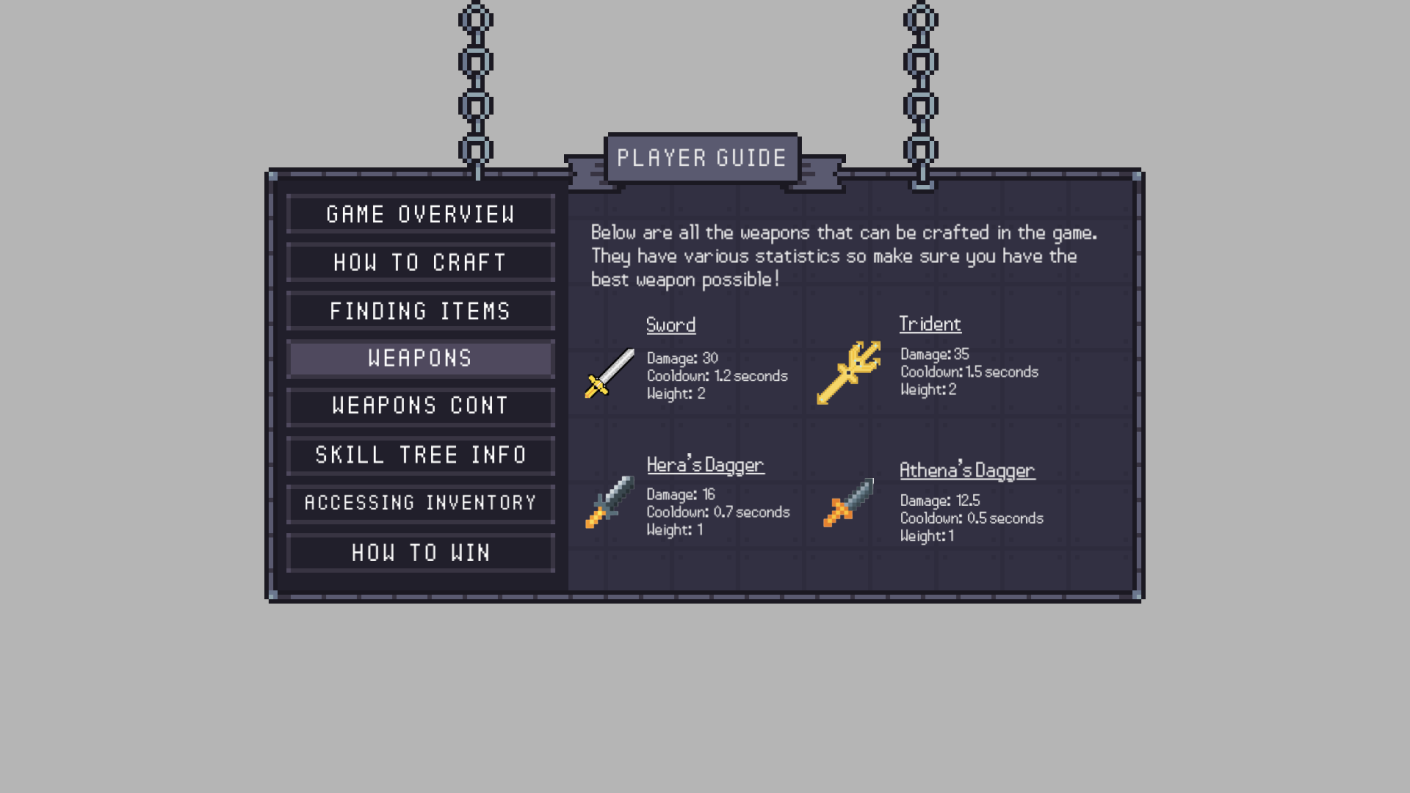 PLAYER GUIDE
GAME OVERVIEW
HOW TO CRAFT
FINDING ITEMS
WEAPONS
WEAPONS CONT
SKILL TREE INFO
ACCESSING INVENTORY
HOW TO WIN
Below are all the weapons that can be crafted in the game.
They have various statistics so make sure you have the
best weapon possible!
Sword
Damage: 30
Cooldown: 1.2 seconds
Weight: 2
Trident
Damage: 35
Cooldown: 1.5 seconds
Weight: 2
Hera's Dagger
Damage: 16
Cooldown: 0.7 seconds
Weight: 1
Athena's Dagger
Damage: 12.5
Cooldown: 0.5 seconds
Weight: 1